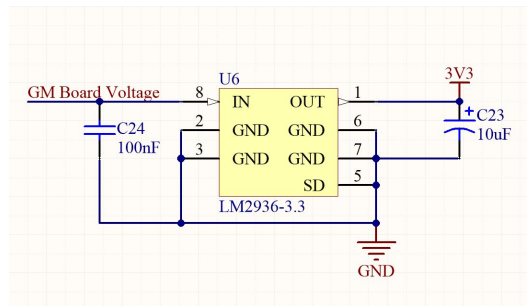 U6
3V3
GM Board Voltage
8
IN
OUT
1
C24
100nF
2
GND
GND
6
C23
10uF
3
GND
GND
7
SD
5
LM2936-3.3
GND